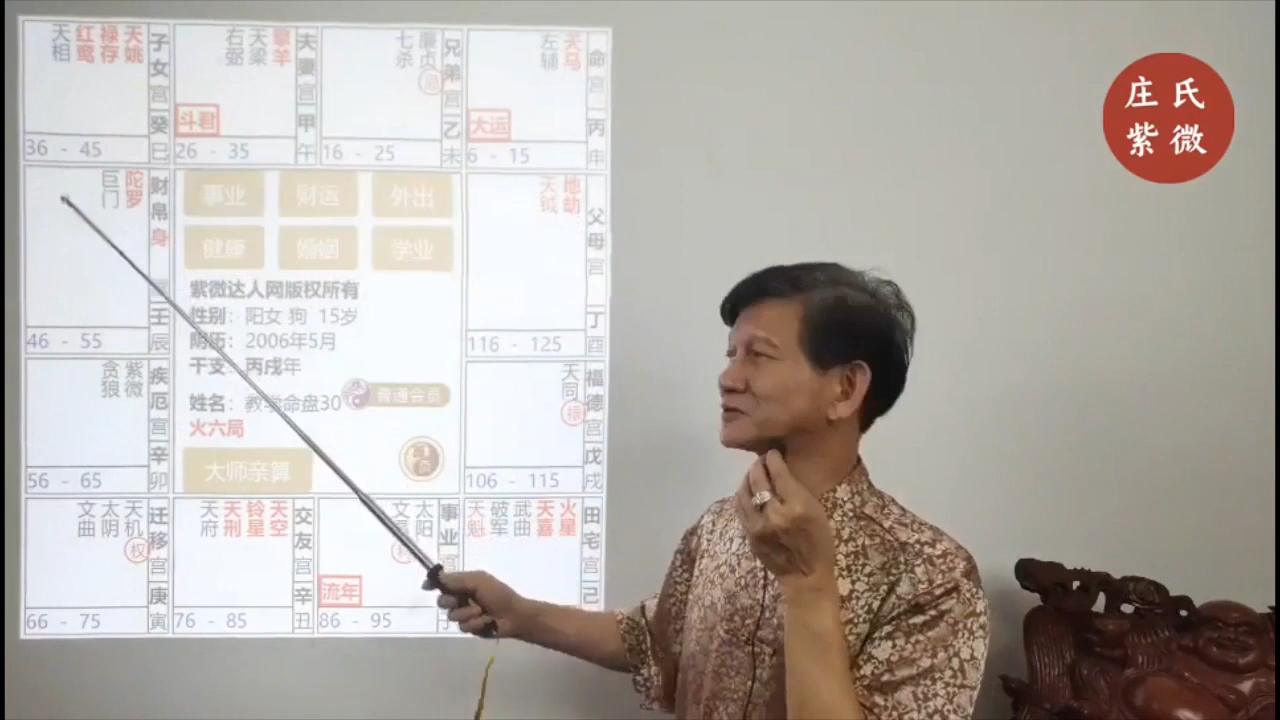 天相
红鸾
禄存
天姚
子女宫
癸巳
36 - 45
右弼
天梁
擎羊
夫妻宫
甲午
斗君
26 - 35
七杀
廉贞
忌
兄弟宫
乙未
16 - 25
左辅
天马
命宫
丙申
大运
6 - 15
巨门
陀罗
财帛
身
壬辰
46 - 55
事业 财运 外出
健康 婚姻 学业
紫微达人网版权所有
性别：阳女 狗 15岁
阴历：2006年5月
干支：丙戌年
姓名：教学命盘30
普通会员
火六局
大师亲算
天钺
地劫
父母宫
丁酉
116 - 125
贪狼
紫微
疾厄宫
辛卯
56 - 65
天同
禄
福德宫
戊戌
106 - 115
文曲
太阴
天机
权
迁移宫
庚寅
66 - 75
天府
天刑
铃星
天空
交友宫
辛丑
76 - 85
太阳
事业宫
流年
86 - 95
天魁
破军
武曲
天喜
火星
田宅宫
己
庄氏
紫微